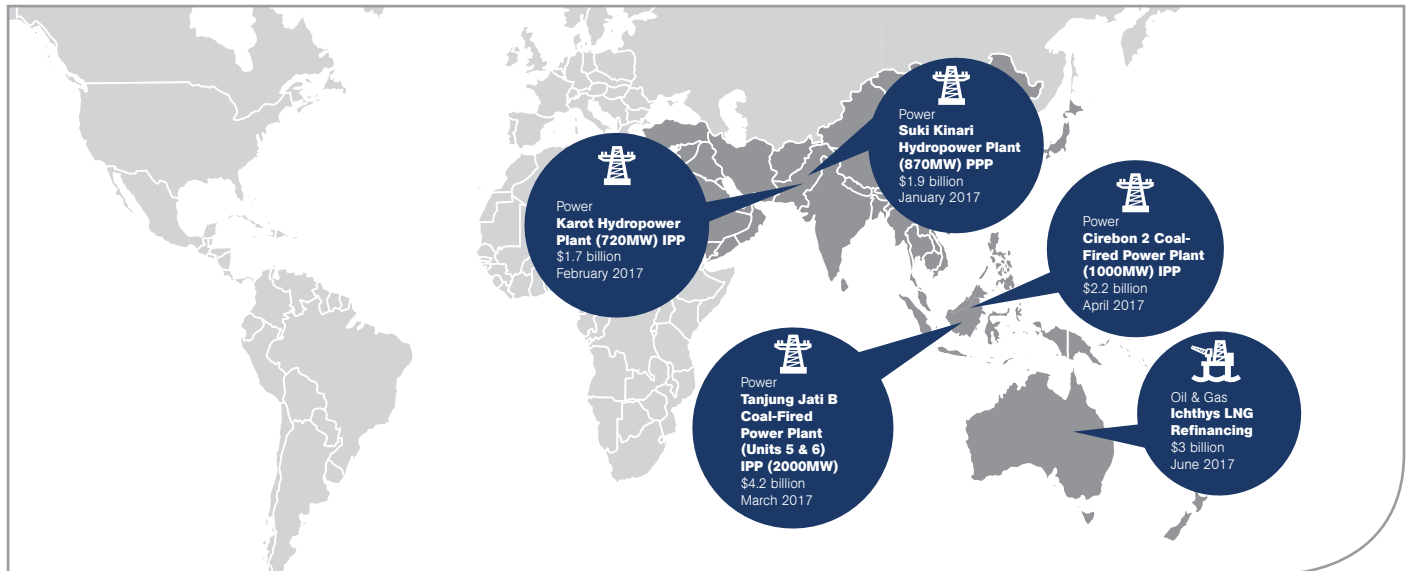 Power
Suki Kinari
Hydropower Plant
(870MW) PPP
$1.9 billion
January 2017
Power
Karot Hydropower
Plant (720MW) IPP
$1.7 billion
February 2017
Power
Cirebon 2 Coal-
Fired Power Plant
(1000MW) IPP
$2.2 billion
April 2017
Power
Tanjung Jati B
Coal-Fired
Power Plant
(Units 5 & 6)
IPP (2000MW)
$4.2 billion
March 2017
Oil & Gas
Ichthys LNG
Refinancing
$3 billion
June 2017